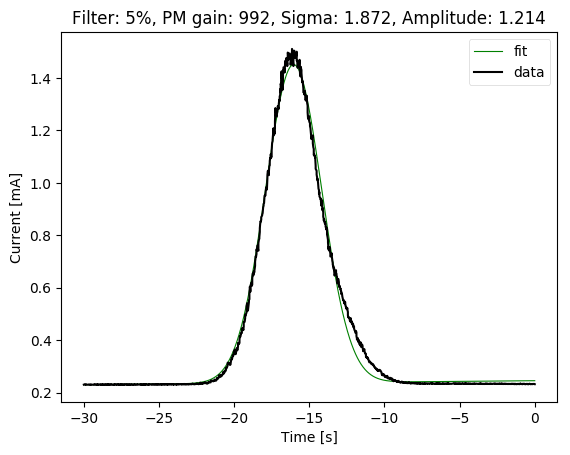 Filter: 5%, PM gain: 992, Sigma: 1.872, Amplitude: 1.214
fit
data
1.4
1.2
1.0
0.8
0.6
0.4
0.2
Current [mA]
−30
−25
−20
−15
−10
−5
0
Time [s]